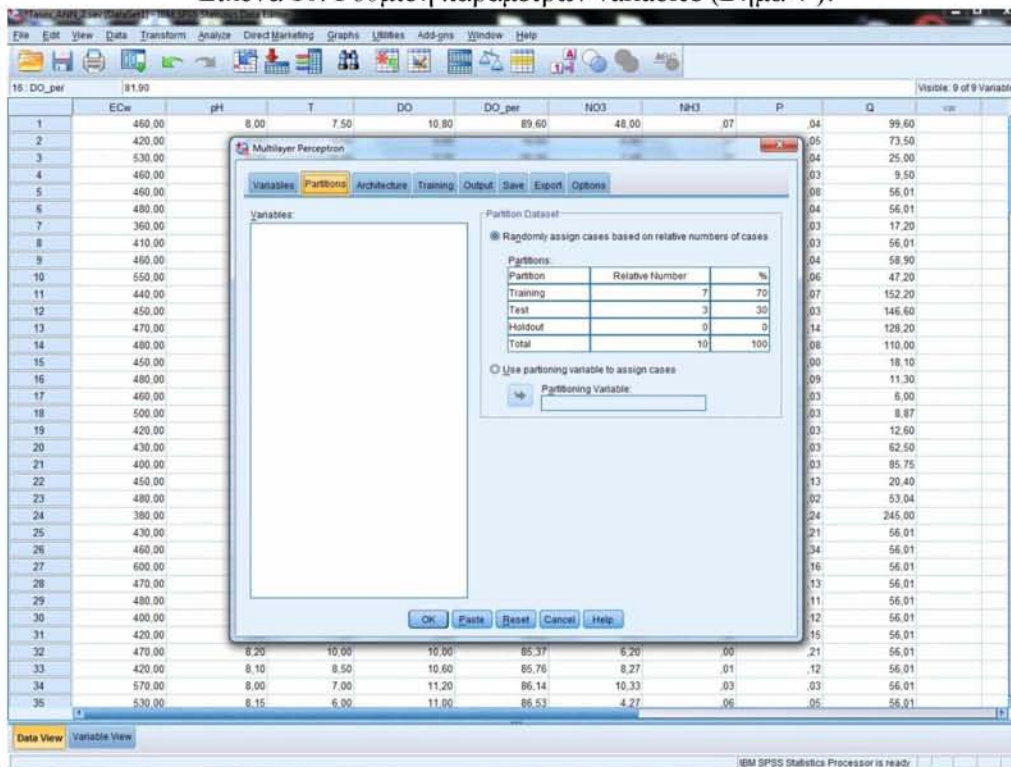 File Edit View Data Transform Analyze Direct Marketing Graphs Utilities Add-ons Window Help
16 : DO_per 81,90 Visible: 9 of 9 Variable
ECw pH T DO DO_per NO3 NH3 P Q var
1 460,00 8,00 7,50 10,80 89,60 48,00 ,07 ,04 99,60
2 420,00 ,05 73,50
3 530,00 ,04 25,00
4 460,00 ,03 9,50
5 460,00 ,08 56,01
6 480,00 ,04 56,01
7 360,00 ,03 17,20
8 410,00 ,03 56,01
9 460,00 ,04 58,90
10 550,00 ,06 47,20
11 440,00 ,07 152,20
12 450,00 ,03 146,60
13 470,00 ,14 128,20
14 480,00 ,08 110,00
15 450,00 ,00 18,10
16 480,00 ,09 11,30
17 460,00 ,03 6,00
18 500,00 ,03 8,87
19 420,00 ,03 12,60
20 430,00 ,03 62,50
21 400,00 ,03 85,75
22 450,00 ,13 20,40
23 480,00 ,02 53,04
24 380,00 ,24 245,00
25 430,00 ,21 56,01
26 460,00 ,34 56,01
27 600,00 ,16 56,01
28 470,00 ,13 56,01
29 480,00 ,11 56,01
30 400,00 ,12 56,01
31 420,00 ,15 56,01
32 470,00 8,20 10,00 10,00 85,37 6,20 ,00 ,21 56,01
33 420,00 8,10 8,50 10,60 85,76 8,27 ,01 ,12 56,01
34 570,00 8,00 7,00 11,20 86,14 10,33 ,03 ,03 56,01
35 530,00 8,15 6,00 11,00 86,53 4,27 ,06 ,05 56,01
Multilayer Perceptron
Variables Partitions Architecture Training Output Save Export Options
Variables:
Partition Dataset
Randomly assign cases based on relative numbers of cases
Partitions:
Partition Relative Number %
Training 7 70
Test 3 30
Holdout 0 0
Total 10 100
Use partioning variable to assign cases
Partitioning Variable:
OK Paste Reset Cancel Help
Data View Variable View
IBM SPSS Statistics Processor is ready